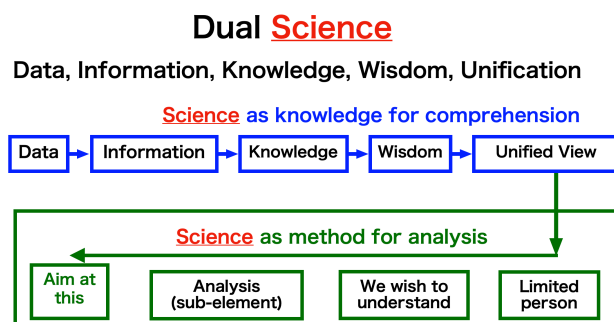 Dual Science
Data, Information, Knowledge, Wisdom, Unification
Science as knowledge for comprehension
Data
Information
Knowledge
Wisdom
Unified View
Science as method for analysis
Aim at
this
Analysis
(sub-element)
We wish to
understand
Limited
person